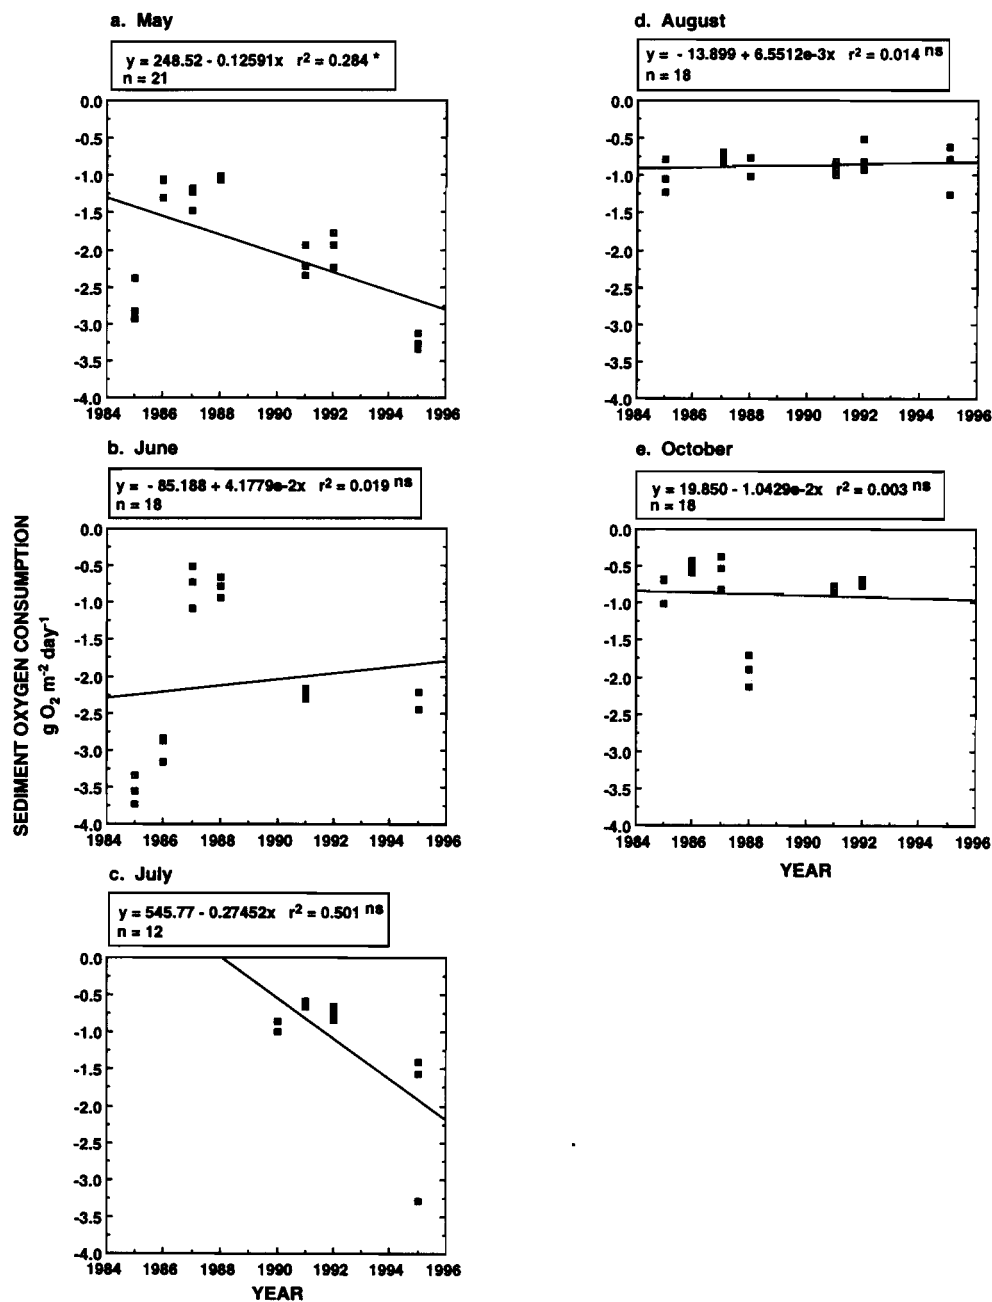 a. May
y = 248.52 - 0.12591x r² = 0.284 *
n = 21
0.0
-0.5
-1.0
-1.5
-2.0
-2.5
-3.0
-3.5
-4.0
1984 1986 1988 1990 1992 1994 1996
b. June
y = - 85.188 + 4.1779e-2x r² = 0.019 ns
n = 18
0.0
-0.5
-1.0
-1.5
-2.0
-2.5
-3.0
-3.5
-4.0
1984 1986 1988 1990 1992 1994 1996
SEDIMENT OXYGEN CONSUMPTION
g O₂ m⁻² day⁻¹
c. July
y = 545.77 - 0.27452x r² = 0.501 ns
n = 12
0.0
-0.5
-1.0
-1.5
-2.0
-2.5
-3.0
-3.5
-4.0
1984 1986 1988 1990 1992 1994 1996
YEAR
d. August
y = - 13.899 + 6.5512e-3x r² = 0.014 ns
n = 18
0.0
-0.5
-1.0
-1.5
-2.0
-2.5
-3.0
-3.5
-4.0
1984 1986 1988 1990 1992 1994 1996
e. October
y = 19.850 - 1.0429e-2x r² = 0.003 ns
n = 18
0.0
-0.5
-1.0
-1.5
-2.0
-2.5
-3.0
-3.5
-4.0
1984 1986 1988 1990 1992 1994 1996
YEAR